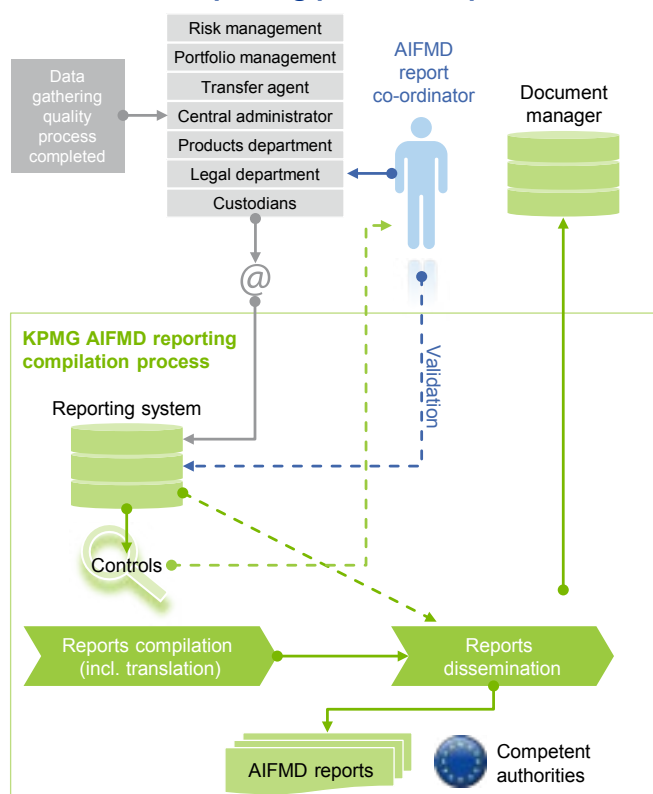 Risk management
Portfolio management
Transfer agent
Central administrator
Products department
Legal department
Custodians
Data
gathering
quality
process
completed
AIFMD
report
co-ordinator
Document
manager
@
KPMG AIFMD reporting
compilation process
Validation
Reporting system
Controls
Reports compilation
(incl. translation)
Reports
dissemination
AIFMD reports
Competent
authorities